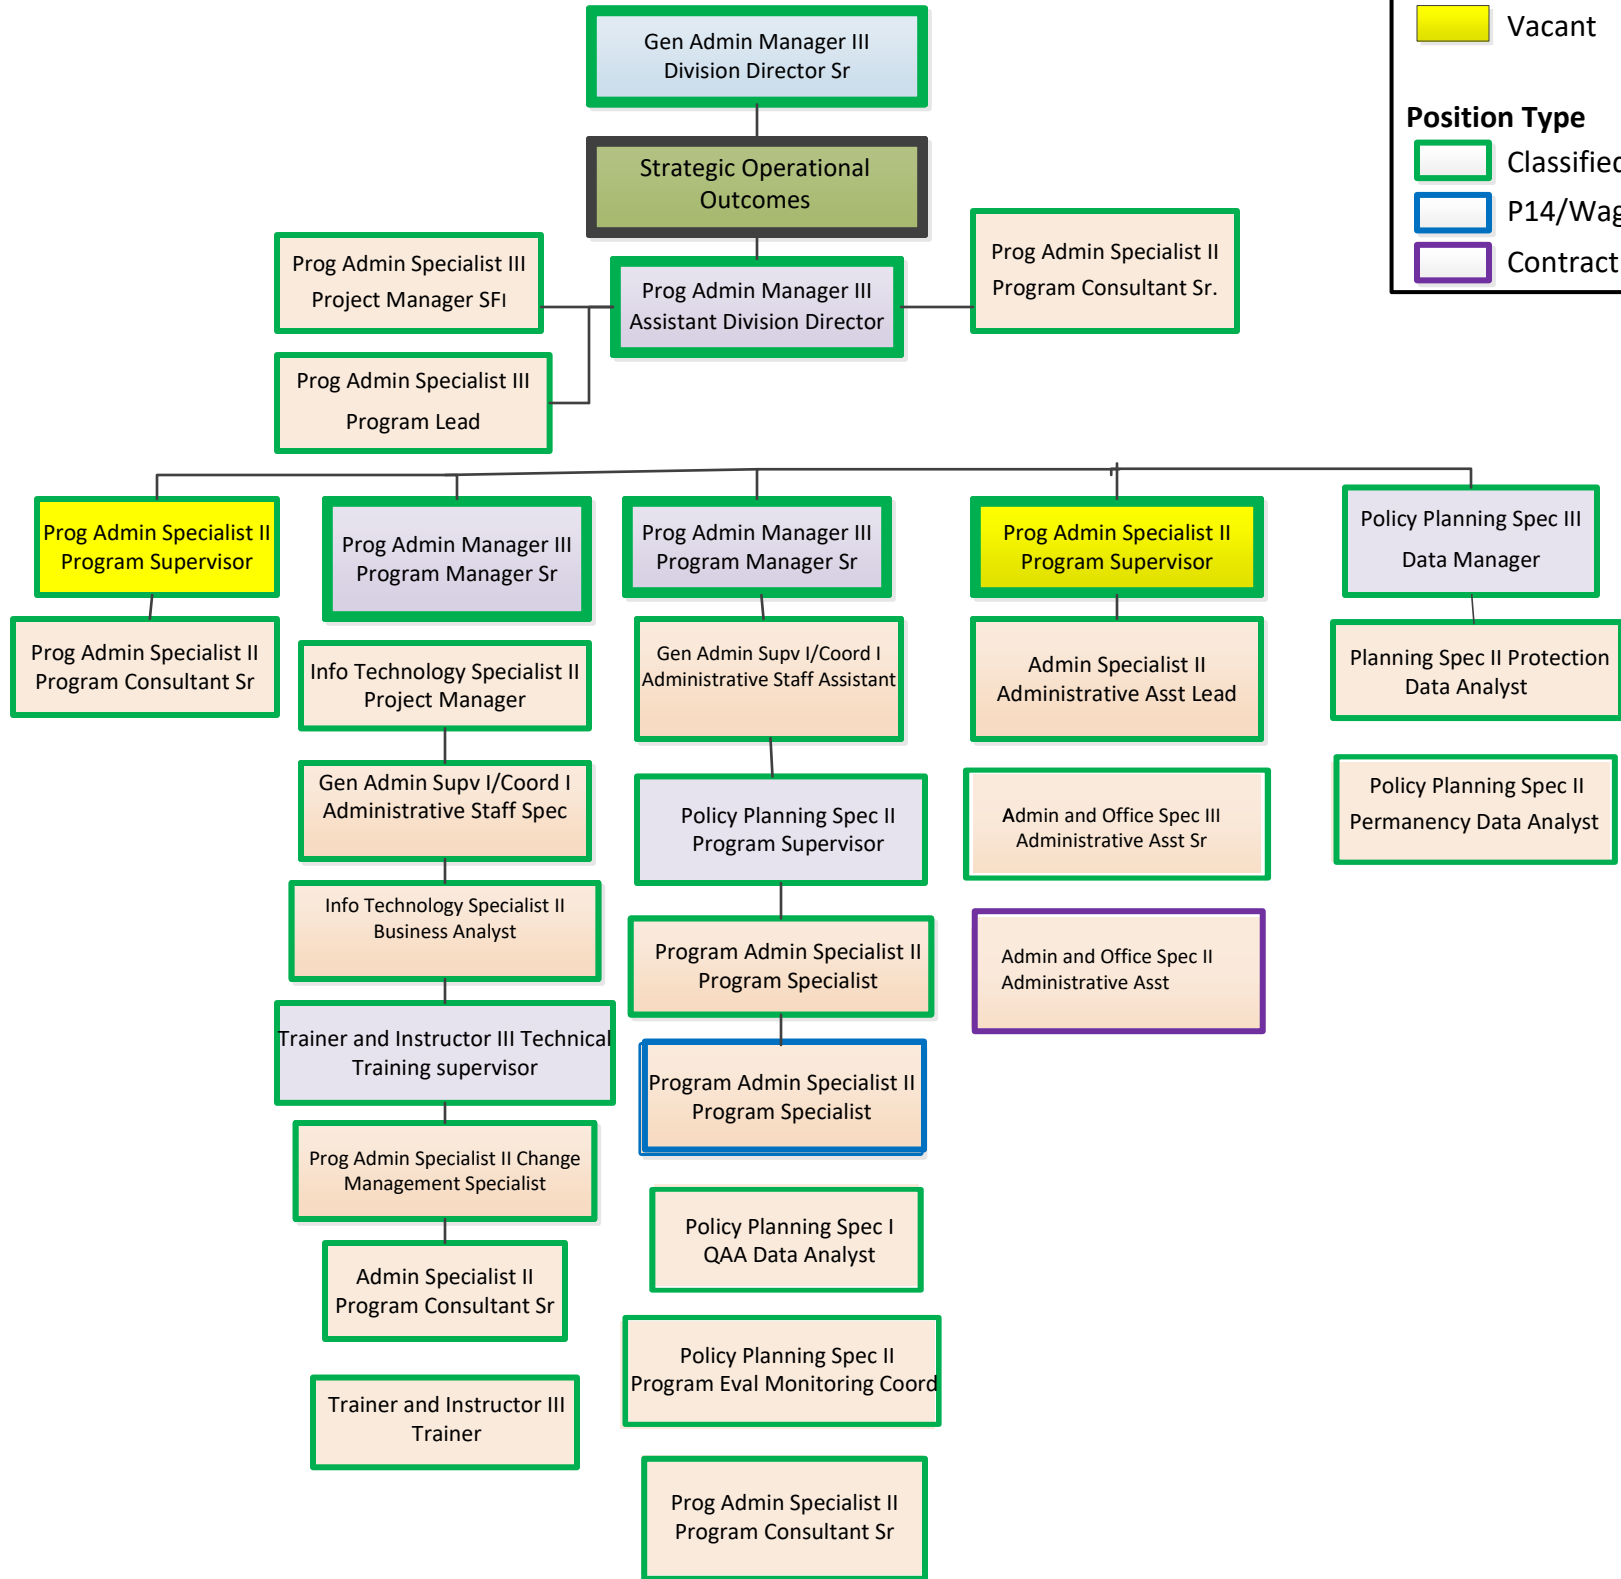 Gen Admin Manager III
Division Director Sr
Vacant
Position Type
Classified
P14/Wag
Contract
Strategic Operational
Outcomes
Prog Admin Specialist III
Project Manager SFI
Prog Admin Manager III
Assistant Division Director
Prog Admin Specialist II
Program Consultant Sr.
Prog Admin Specialist III
Program Lead
Prog Admin Specialist II
Program Supervisor
Prog Admin Specialist II
Program Consultant Sr
Prog Admin Manager III
Program Manager Sr
Info Technology Specialist II
Project Manager
Gen Admin Supv I/Coord I
Administrative Staff Spec
Info Technology Specialist II
Business Analyst
Trainer and Instructor III Technical
Training supervisor
Prog Admin Specialist II Change
Management Specialist
Admin Specialist II
Program Consultant Sr
Trainer and Instructor III
Trainer
Prog Admin Manager III
Program Manager Sr
Gen Admin Supv I/Coord I
Administrative Staff Assistant
Policy Planning Spec II
Program Supervisor
Program Admin Specialist II
Program Specialist
Program Admin Specialist II
Program Specialist
Policy Planning Spec I
QAA Data Analyst
Policy Planning Spec II
Program Eval Monitoring Coord
Prog Admin Specialist II
Program Consultant Sr
Prog Admin Specialist II
Program Supervisor
Admin Specialist II
Administrative Asst Lead
Admin and Office Spec III
Administrative Asst Sr
Admin and Office Spec II
Administrative Asst
Policy Planning Spec III
Data Manager
Planning Spec II Protection
Data Analyst
Policy Planning Spec II
Permanency Data Analyst